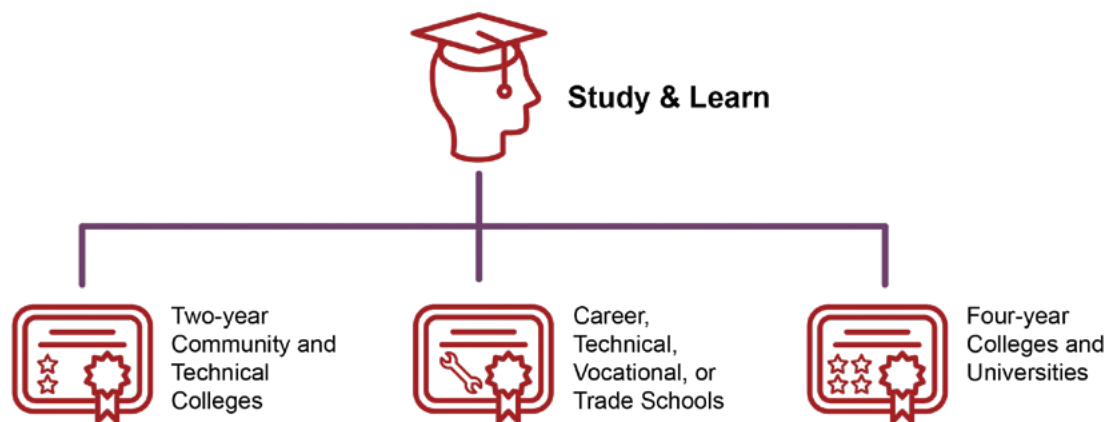 Study & Learn
Two-year
Community and
Technical
Colleges
Career,
Technical,
Vocational, or
Trade Schools
Four-year
Colleges and
Universities